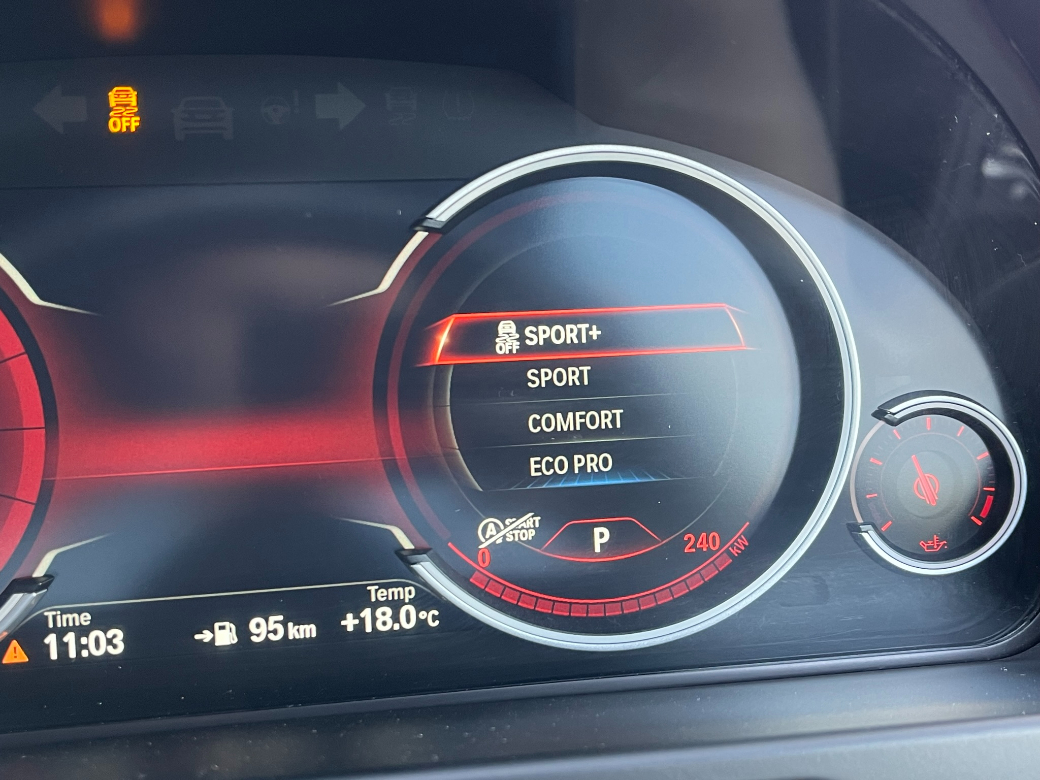 OFF
OFF SPORT+
SPORT
COMFORT
ECO PRO
A START STOP
P
0
240
kW
Time
11:03
95 km
Temp
+18.0°C